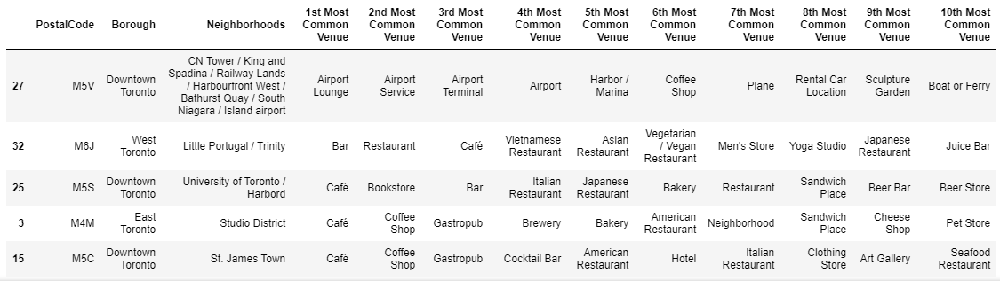 PostalCode Borough Neighborhoods 1st Most Common Venue 2nd Most Common Venue 3rd Most Common Venue 4th Most Common Venue 5th Most Common Venue 6th Most Common Venue 7th Most Common Venue 8th Most Common Venue 9th Most Common Venue 10th Most Common Venue
27 M5V Downtown Toronto CN Tower / King and Spadina / Railway Lands / Harbourfront West / Bathurst Quay / South Niagara / Island airport Airport Lounge Airport Service Airport Terminal Airport Harbor / Marina Coffee Shop Plane Rental Car Location Sculpture Garden Boat or Ferry
32 M6J West Toronto Little Portugal / Trinity Bar Restaurant Café Vietnamese Restaurant Asian Restaurant Vegetarian / Vegan Restaurant Men's Store Yoga Studio Japanese Restaurant Juice Bar
25 M5S Downtown Toronto University of Toronto / Harbord Café Bookstore Bar Italian Restaurant Japanese Restaurant Bakery Restaurant Sandwich Place Beer Bar Beer Store
3 M4M East Toronto Studio District Café Coffee Shop Gastropub Brewery Bakery American Restaurant Neighborhood Sandwich Place Cheese Shop Pet Store
15 M5C Downtown Toronto St. James Town Café Coffee Shop Gastropub Cocktail Bar American Restaurant Hotel Italian Restaurant Clothing Store Art Gallery Seafood Restaurant